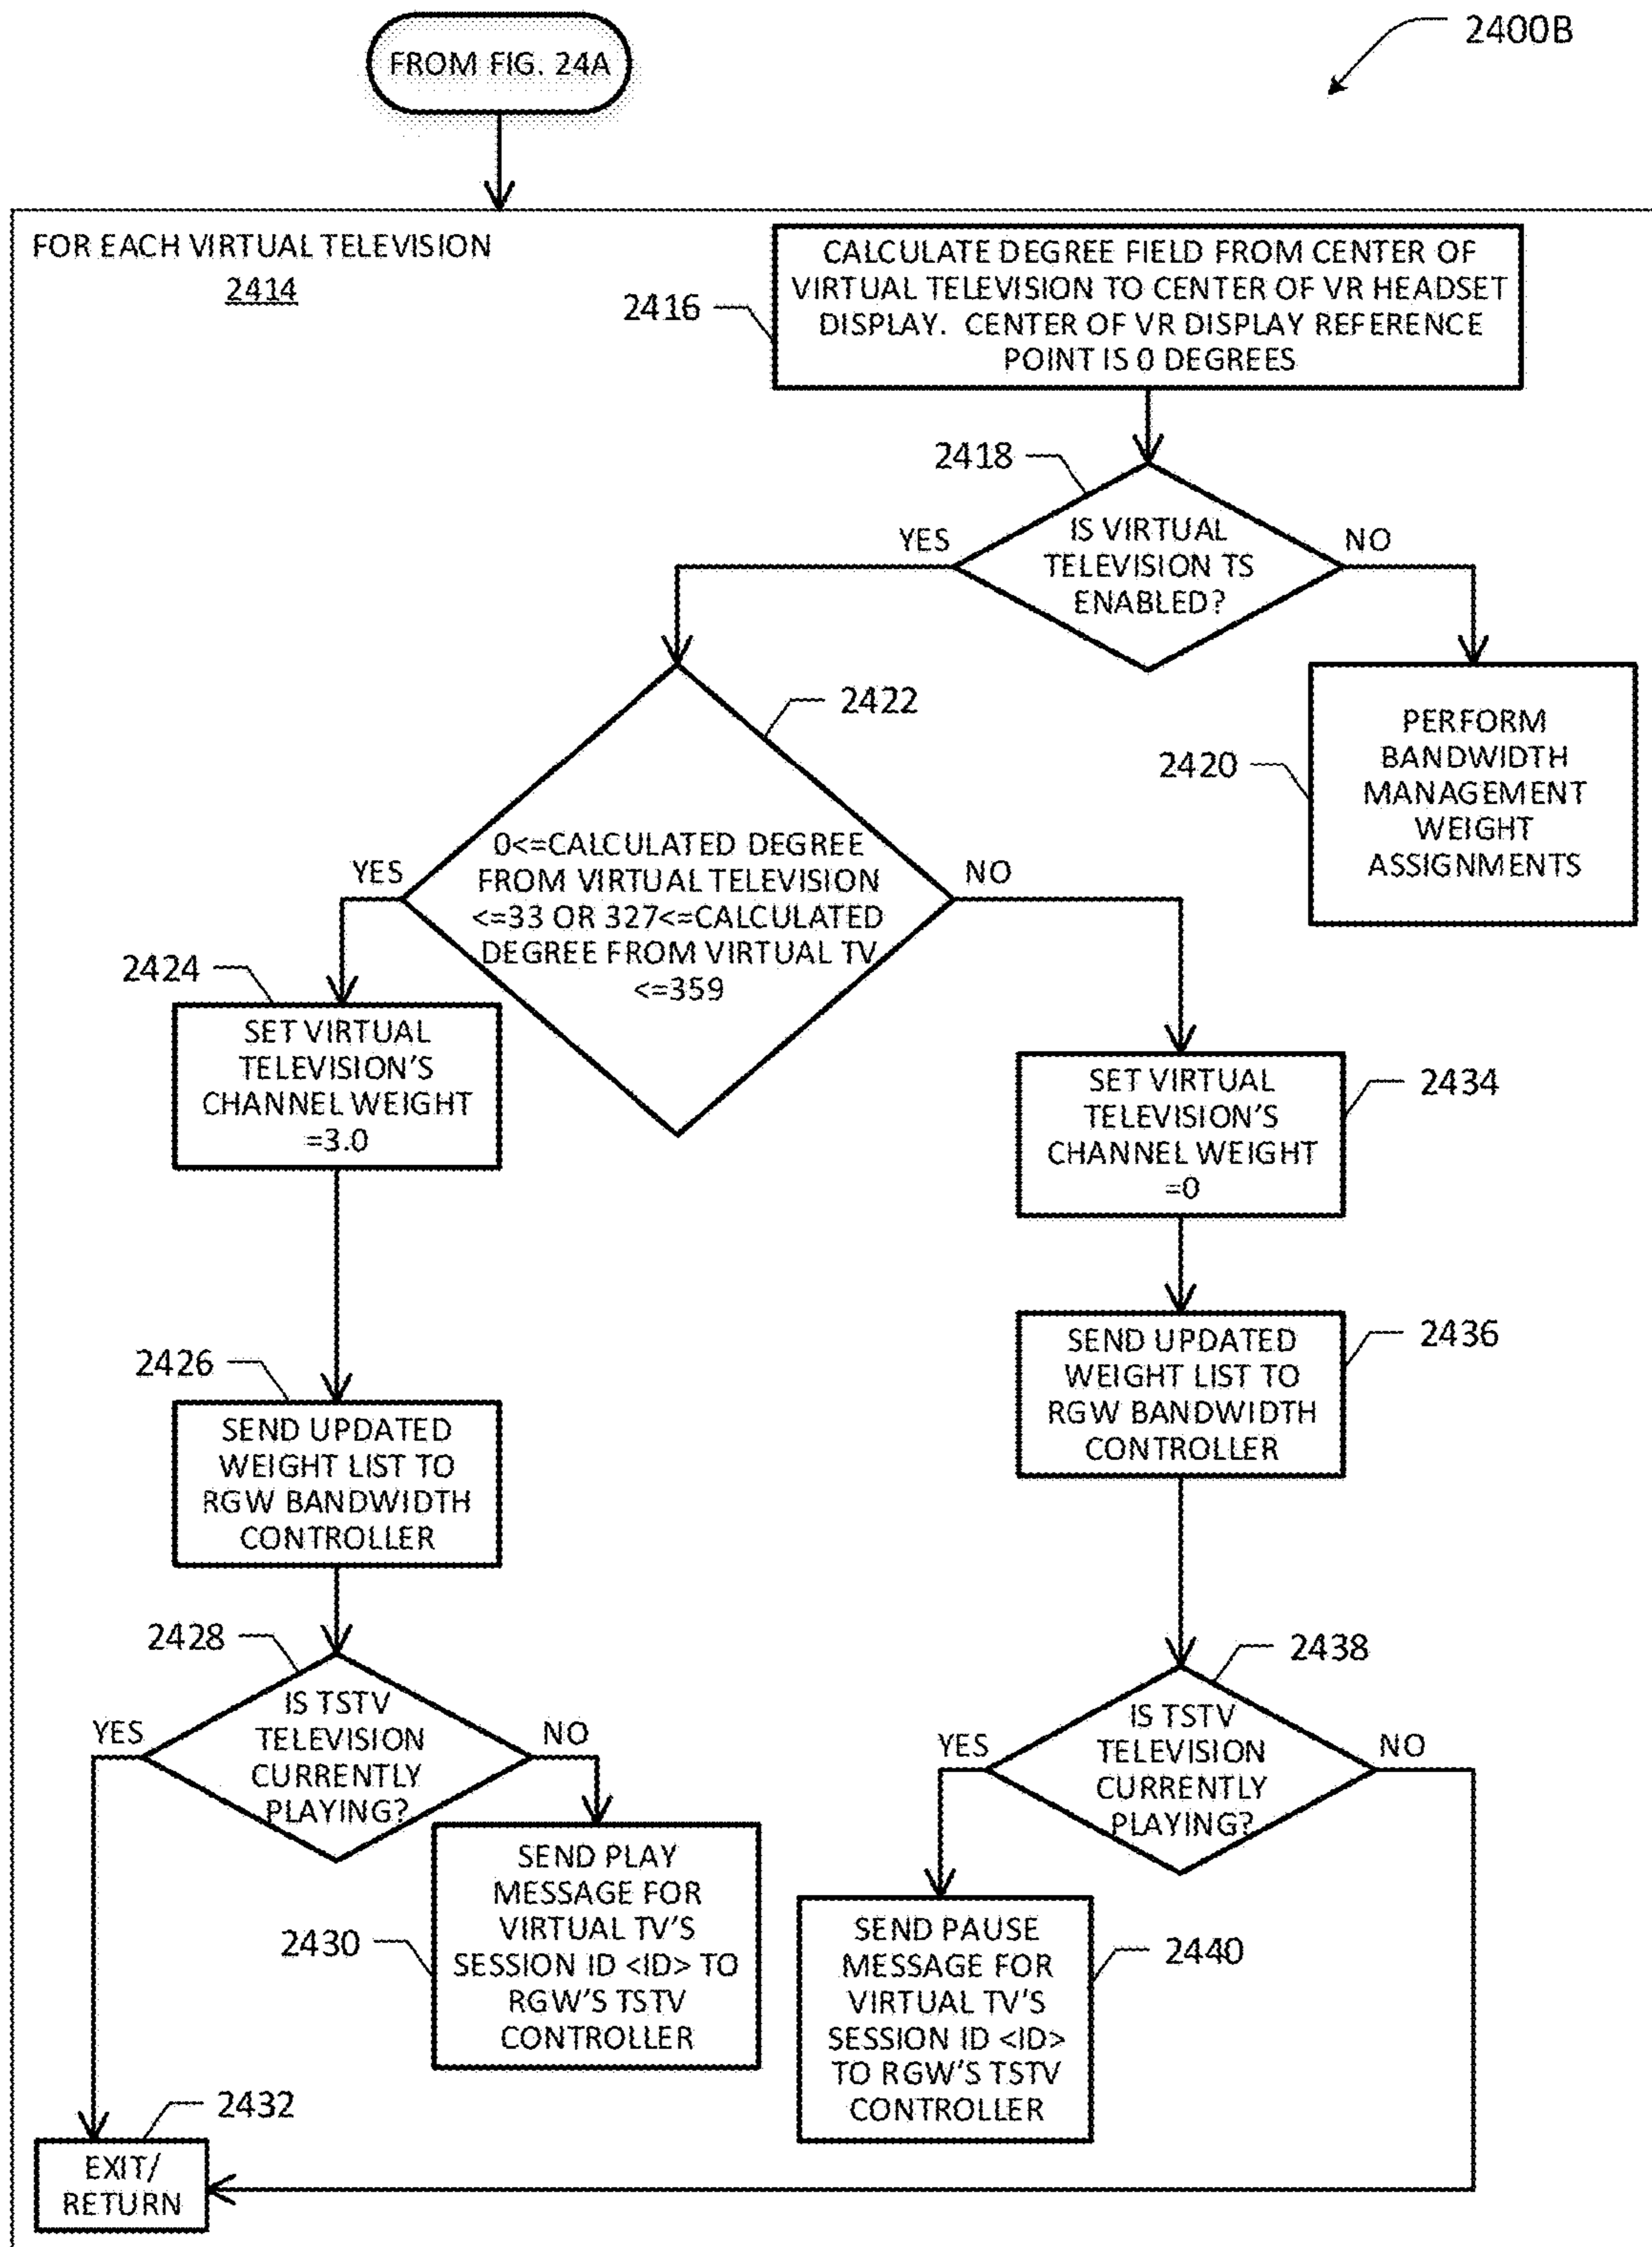 2400B
FROM FIG. 24A
FOR EACH VIRTUAL TELEVISION
2414
2416
CALCULATE DEGREE FIELD FROM CENTER OF
VIRTUAL TELEVISION TO CENTER OF VR HEADSET
DISPLAY. CENTER OF VR DISPLAY REFERENCE
POINT IS 0 DEGREES
2418
IS VIRTUAL
TELEVISION TS
ENABLED?
YES
NO
2420
PERFORM
BANDWIDTH
MANAGEMENT
WEIGHT
ASSIGNMENTS
2422
0<=CALCULATED DEGREE
FROM VIRTUAL TELEVISION
<=33 OR 327<=CALCULATED
DEGREE FROM VIRTUAL TV
<=359
YES
NO
2424
SET VIRTUAL
TELEVISION'S
CHANNEL WEIGHT
=3.0
2434
SET VIRTUAL
TELEVISION'S
CHANNEL WEIGHT
=0
2426
SEND UPDATED
WEIGHT LIST TO
RGW BANDWIDTH
CONTROLLER
2436
SEND UPDATED
WEIGHT LIST TO
RGW BANDWIDTH
CONTROLLER
2428
IS TSTV
TELEVISION
CURRENTLY
PLAYING?
YES
NO
2438
IS TSTV
TELEVISION
CURRENTLY
PLAYING?
YES
NO
2430
SEND PLAY
MESSAGE FOR
VIRTUAL TV'S
SESSION ID <ID> TO
RGW'S TSTV
CONTROLLER
2440
SEND PAUSE
MESSAGE FOR
VIRTUAL TV'S
SESSION ID <ID>
TO RGW'S TSTV
CONTROLLER
2432
EXIT/
RETURN